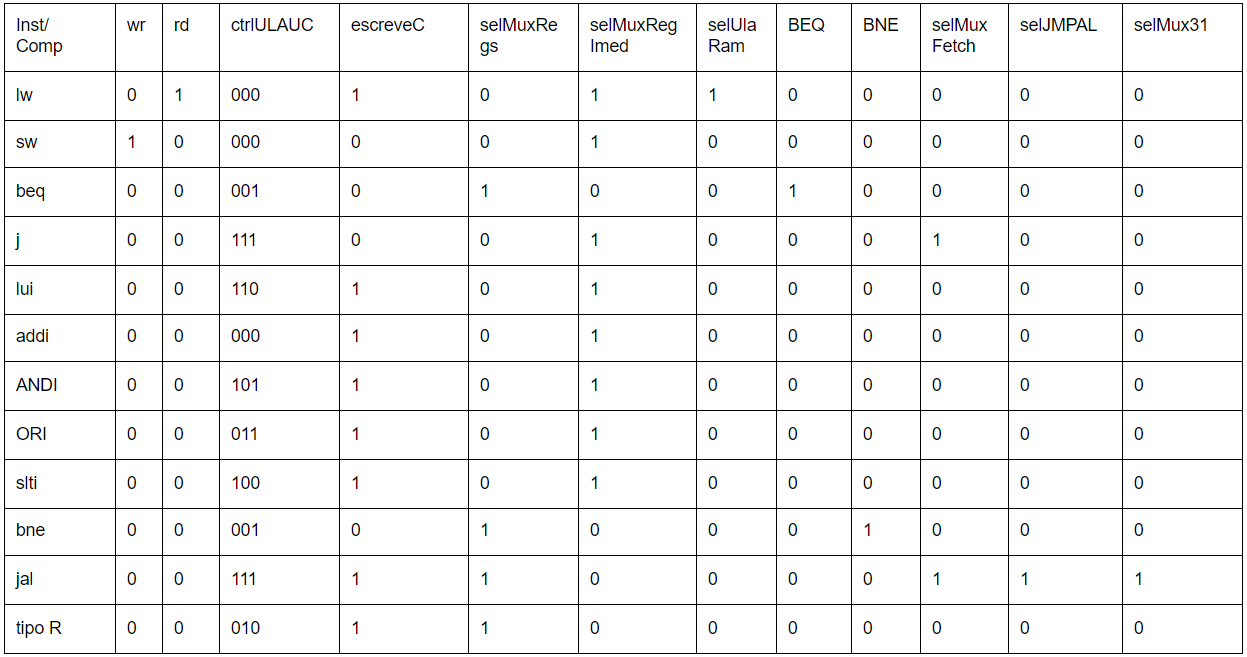 Inst/Comp wr rd ctrlULAUC escreveC selMuxRegs selMuxRegImed selUlaRam BEQ BNE selMuxFetch selJMPAL selMux31
lw 0 1 000 1 0 1 1 0 0 0 0 0
sw 1 0 000 0 0 1 0 0 0 0 0 0
beq 0 0 001 0 1 0 0 1 0 0 0 0
j 0 0 111 0 0 1 0 0 0 1 0 0
lui 0 0 110 1 0 1 0 0 0 0 0 0
addi 0 0 000 1 0 1 0 0 0 0 0 0
ANDI 0 0 101 1 0 1 0 0 0 0 0 0
ORI 0 0 011 1 0 1 0 0 0 0 0 0
slti 0 0 100 1 0 1 0 0 0 0 0 0
bne 0 0 001 0 1 0 0 0 1 0 0 0
jal 0 0 111 1 1 0 0 0 0 1 1 1
tipo R 0 0 010 1 1 0 0 0 0 0 0 0